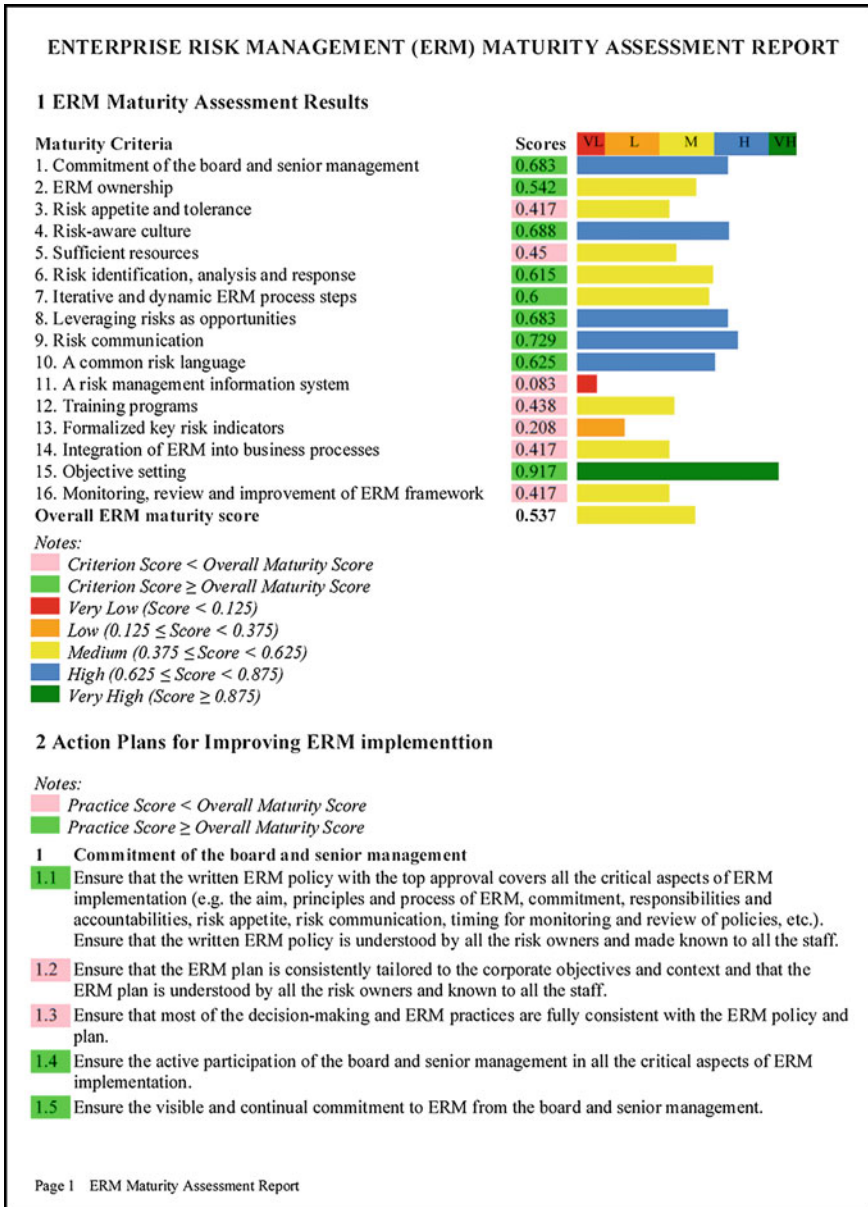 ENTERPRISE RISK MANAGEMENT (ERM) MATURITY ASSESSMENT REPORT
1 ERM Maturity Assessment Results
Maturity Criteria Scores VL L M H VH
1. Commitment of the board and senior management 0.683
2. ERM ownership 0.542
3. Risk appetite and tolerance 0.417
4. Risk-aware culture 0.688
5. Sufficient resources 0.45
6. Risk identification, analysis and response 0.615
7. Iterative and dynamic ERM process steps 0.6
8. Leveraging risks as opportunities 0.683
9. Risk communication 0.729
10. A common risk language 0.625
11. A risk management information system 0.083
12. Training programs 0.438
13. Formalized key risk indicators 0.208
14. Integration of ERM into business processes 0.417
15. Objective setting 0.917
16. Monitoring, review and improvement of ERM framework 0.417
Overall ERM maturity score 0.537
Notes:
Criterion Score < Overall Maturity Score
Criterion Score ≥ Overall Maturity Score
Very Low (Score < 0.125)
Low (0.125 ≤ Score < 0.375)
Medium (0.375 ≤ Score < 0.625)
High (0.625 ≤ Score < 0.875)
Very High (Score ≥ 0.875)
2 Action Plans for Improving ERM implementtion
Notes:
Practice Score < Overall Maturity Score
Practice Score ≥ Overall Maturity Score
1 Commitment of the board and senior management
1.1 Ensure that the written ERM policy with the top approval covers all the critical aspects of ERM
implementation (e.g. the aim, principles and process of ERM, commitment, responsibilities and
accountabilities, risk appetite, risk communication, timing for monitoring and review of policies, etc.).
Ensure that the written ERM policy is understood by all the risk owners and made known to all the staff.
1.2 Ensure that the ERM plan is consistently tailored to the corporate objectives and context and that the
ERM plan is understood by all the risk owners and known to all the staff.
1.3 Ensure that most of the decision-making and ERM practices are fully consistent with the ERM policy and
plan.
1.4 Ensure the active participation of the board and senior management in all the critical aspects of ERM
implementation.
1.5 Ensure the visible and continual commitment to ERM from the board and senior management.
Page 1 ERM Maturity Assessment Report